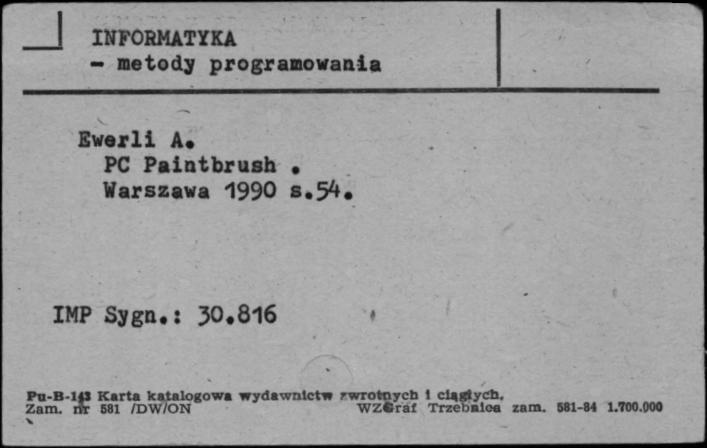 INFORMATYKA
- metody programowania
Ewerli A.
PC Paintbrush .
Warszawa 1990 s.54.
IMP Sygn.: 30.816
Pu-B-143 Karta katalogowa wydawnictw zwrotnych i ciągłych,
Zam. nr 581 /DW/ON WZGraf Trzebnica zam. 581-84 1.700.000